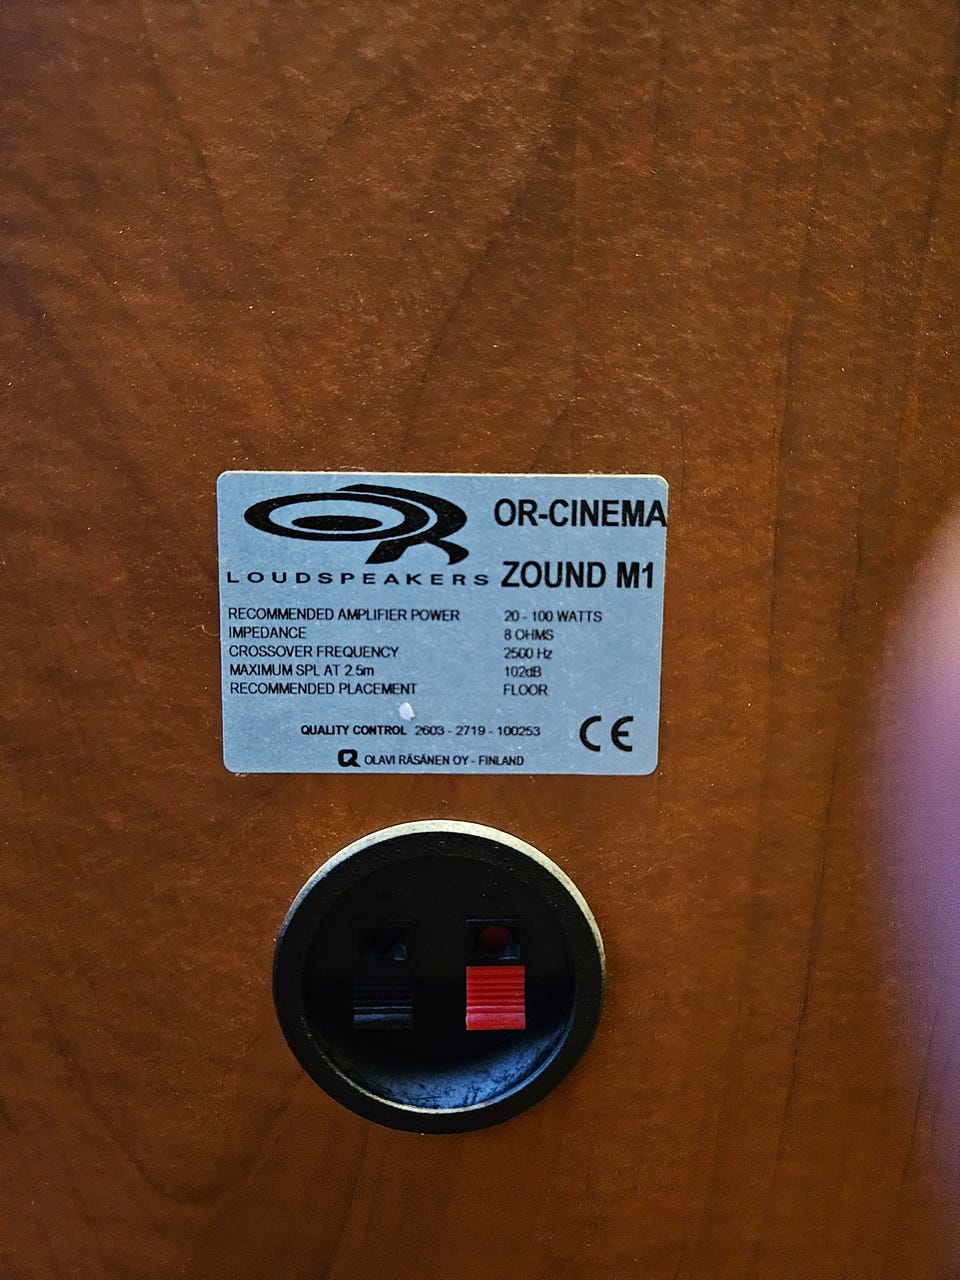 OR
LOUDSPEAKERS
OR-CINEMA
ZOUND M1
RECOMMENDED AMPLIFIER POWER 20 - 100 WATTS
IMPEDANCE 8 OHMS
CROSSOVER FREQUENCY 2500 Hz
MAXIMUM SPL AT 2.5m 102dB
RECOMMENDED PLACEMENT FLOOR
QUALITY CONTROL 2603 - 2719 - 100253
CE
OLAVI RÄSÄNEN OY - FINLAND
- +